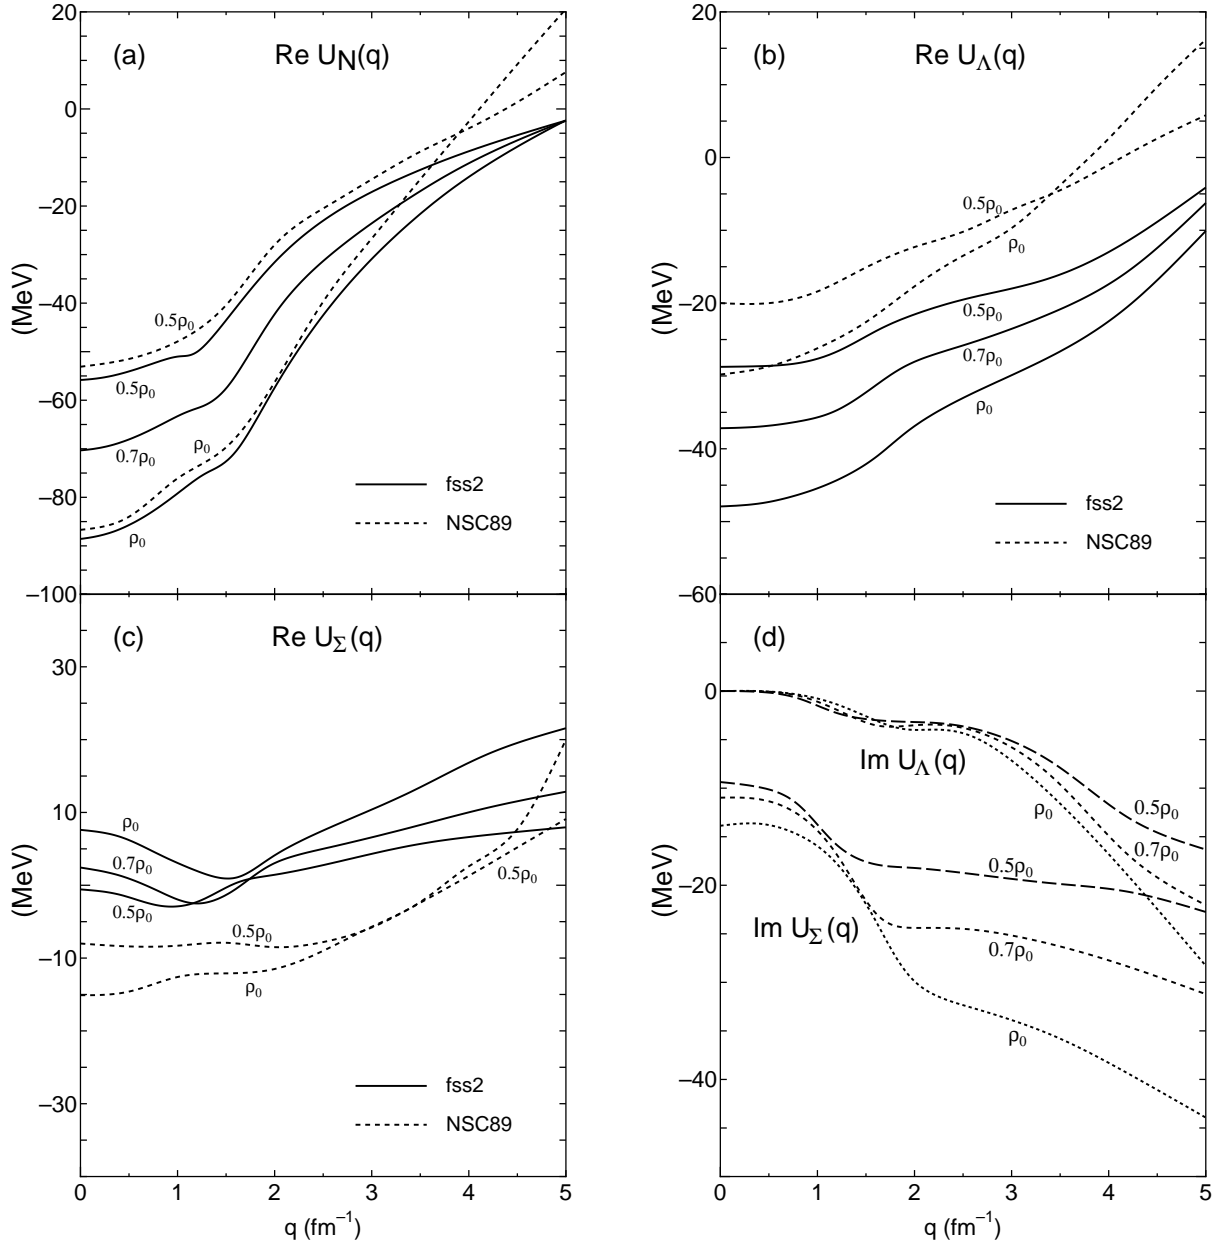 (a) Re U_N(q)
20
0
−20
−40
−60
−80
−100
(MeV)
0.5ρ₀
0.5ρ₀
0.7ρ₀
ρ₀
ρ₀
fss2
NSC89
(b) Re U_Λ(q)
20
0
−20
−40
−60
(MeV)
0.5ρ₀
ρ₀
0.5ρ₀
0.7ρ₀
ρ₀
fss2
NSC89
(c) Re U_Σ(q)
30
10
−10
−30
(MeV)
ρ₀
0.7ρ₀
0.5ρ₀
0.5ρ₀
0.5ρ₀
ρ₀
fss2
NSC89
0 1 2 3 4 5
q (fm⁻¹)
(d)
0
−20
−40
(MeV)
Im U_Λ(q)
0.5ρ₀
ρ₀
0.7ρ₀
0.5ρ₀
Im U_Σ(q)
0.7ρ₀
ρ₀
0 1 2 3 4 5
q (fm⁻¹)